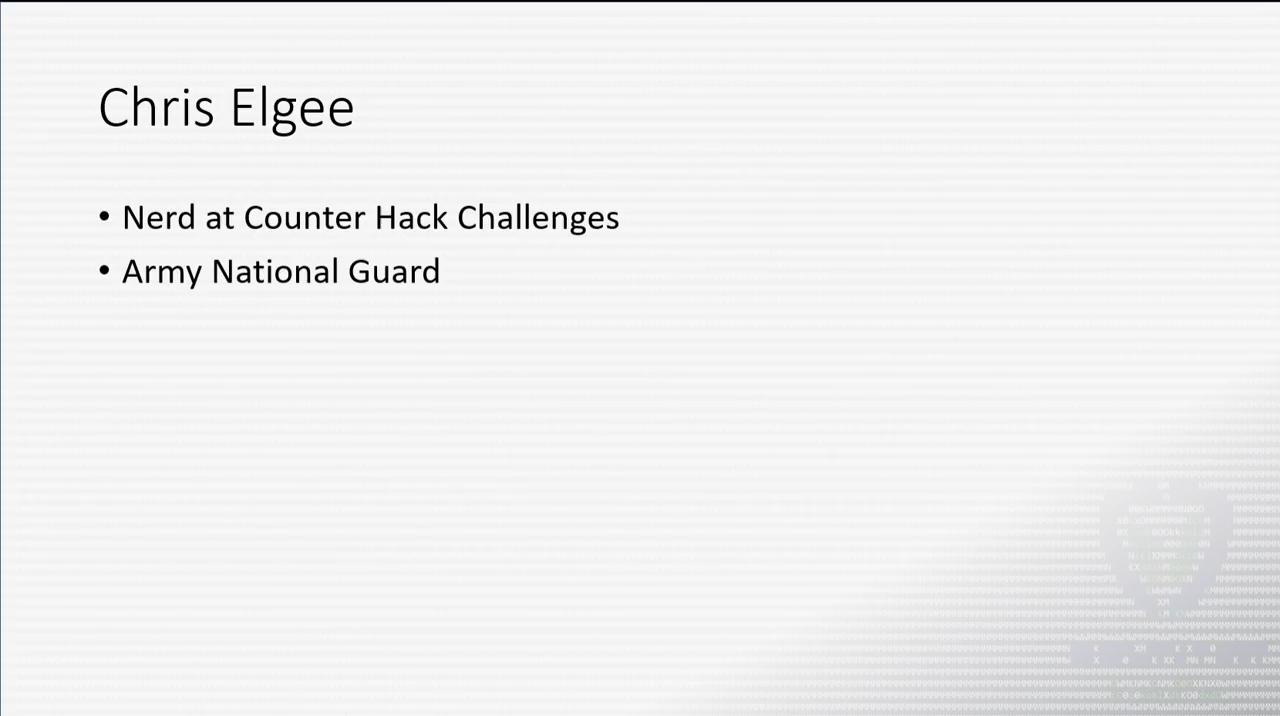 Chris Elgee
• Nerd at Counter Hack Challenges
• Army National Guard